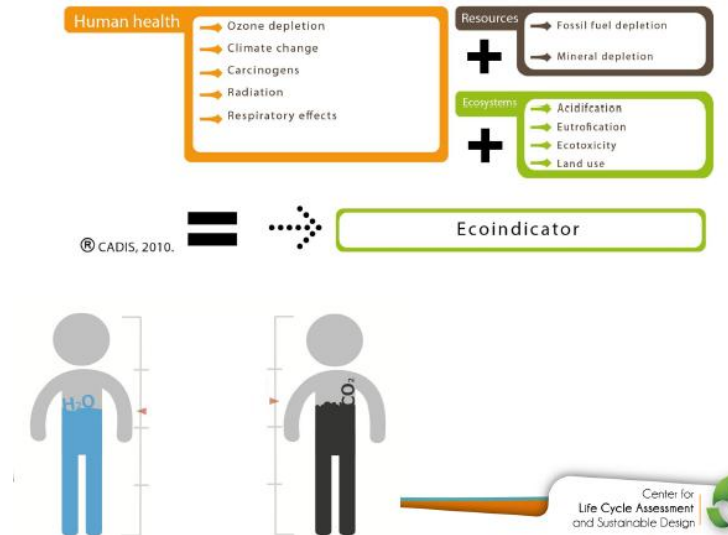 Human health
Ozone depletion
Climate change
Carcinogens
Radiation
Respiratory effects
+
Resources
Fossil fuel depletion
Mineral depletion
+
Ecosystems
Acidifcation
Eutrofication
Ecotoxicity
Land use
® CADIS, 2010.
=
Ecoindicator
H₂O
CO₂
Center for
Life Cycle Assessment
and Sustainable Design